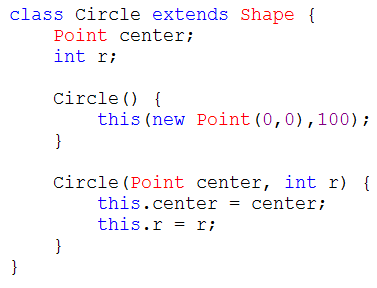 class Circle extends Shape {
    Point center;
    int r;

    Circle() {
        this(new Point(0,0),100);
    }

    Circle(Point center, int r) {
        this.center = center;
        this.r = r;
    }
}